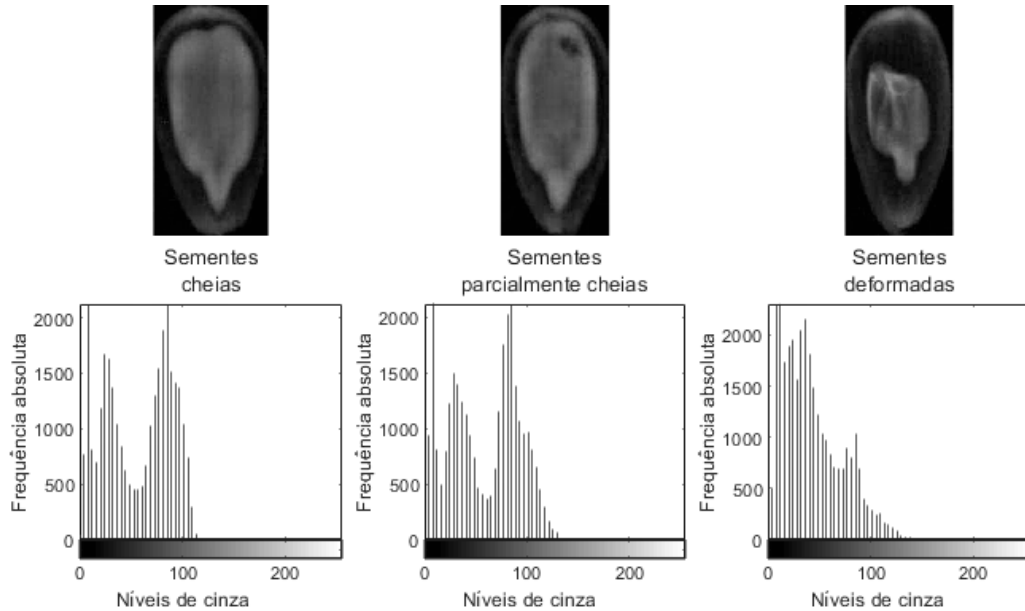 Sementes
cheias
Sementes
parcialmente cheias
Sementes
deformadas
Frequência absoluta
2000
1500
1000
500
0
0 100 200
Níveis de cinza
Frequência absoluta
2000
1500
1000
500
0
0 100 200
Níveis de cinza
Frequência absoluta
2000
1500
1000
500
0
0 100 200
Níveis de cinza